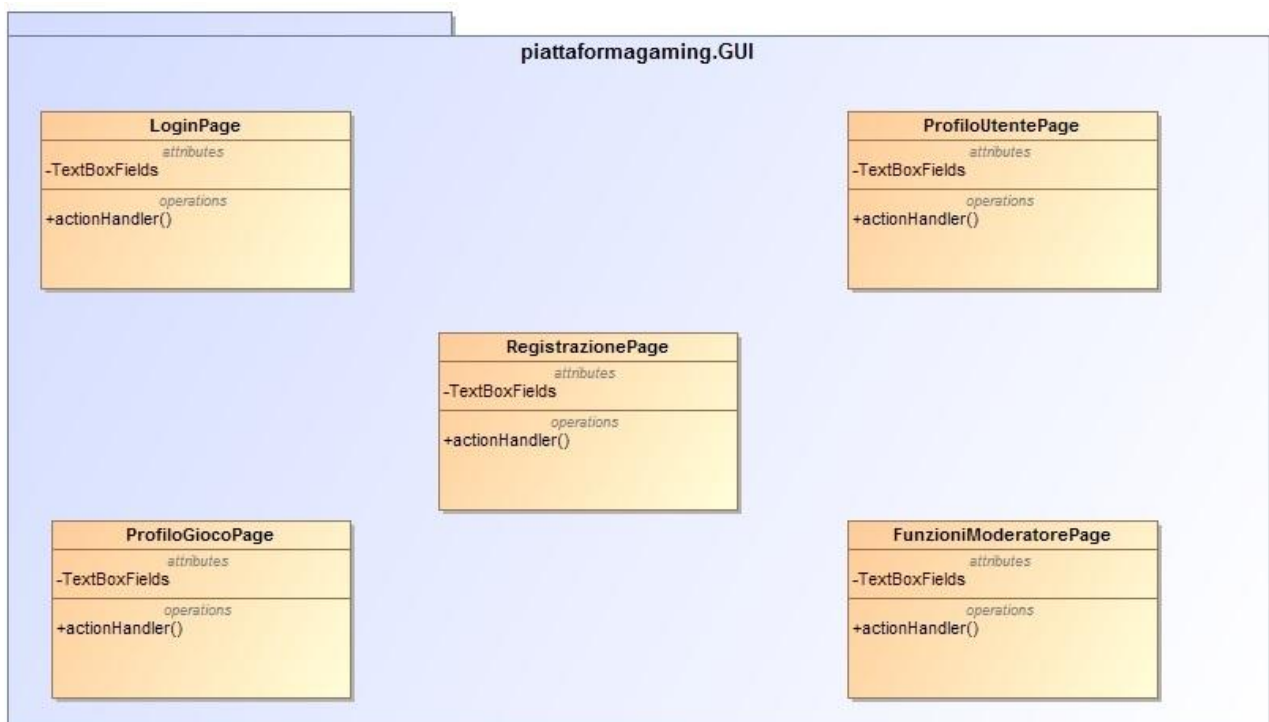 piattaformagaming.GUI
LoginPage
attributes
-TextBoxFields
operations
+actionHandler()
ProfiloUtentePage
attributes
-TextBoxFields
operations
+actionHandler()
RegistrazionePage
attributes
-TextBoxFields
operations
+actionHandler()
ProfiloGiocoPage
attributes
-TextBoxFields
operations
+actionHandler()
FunzioniModeratorePage
attributes
-TextBoxFields
operations
+actionHandler()